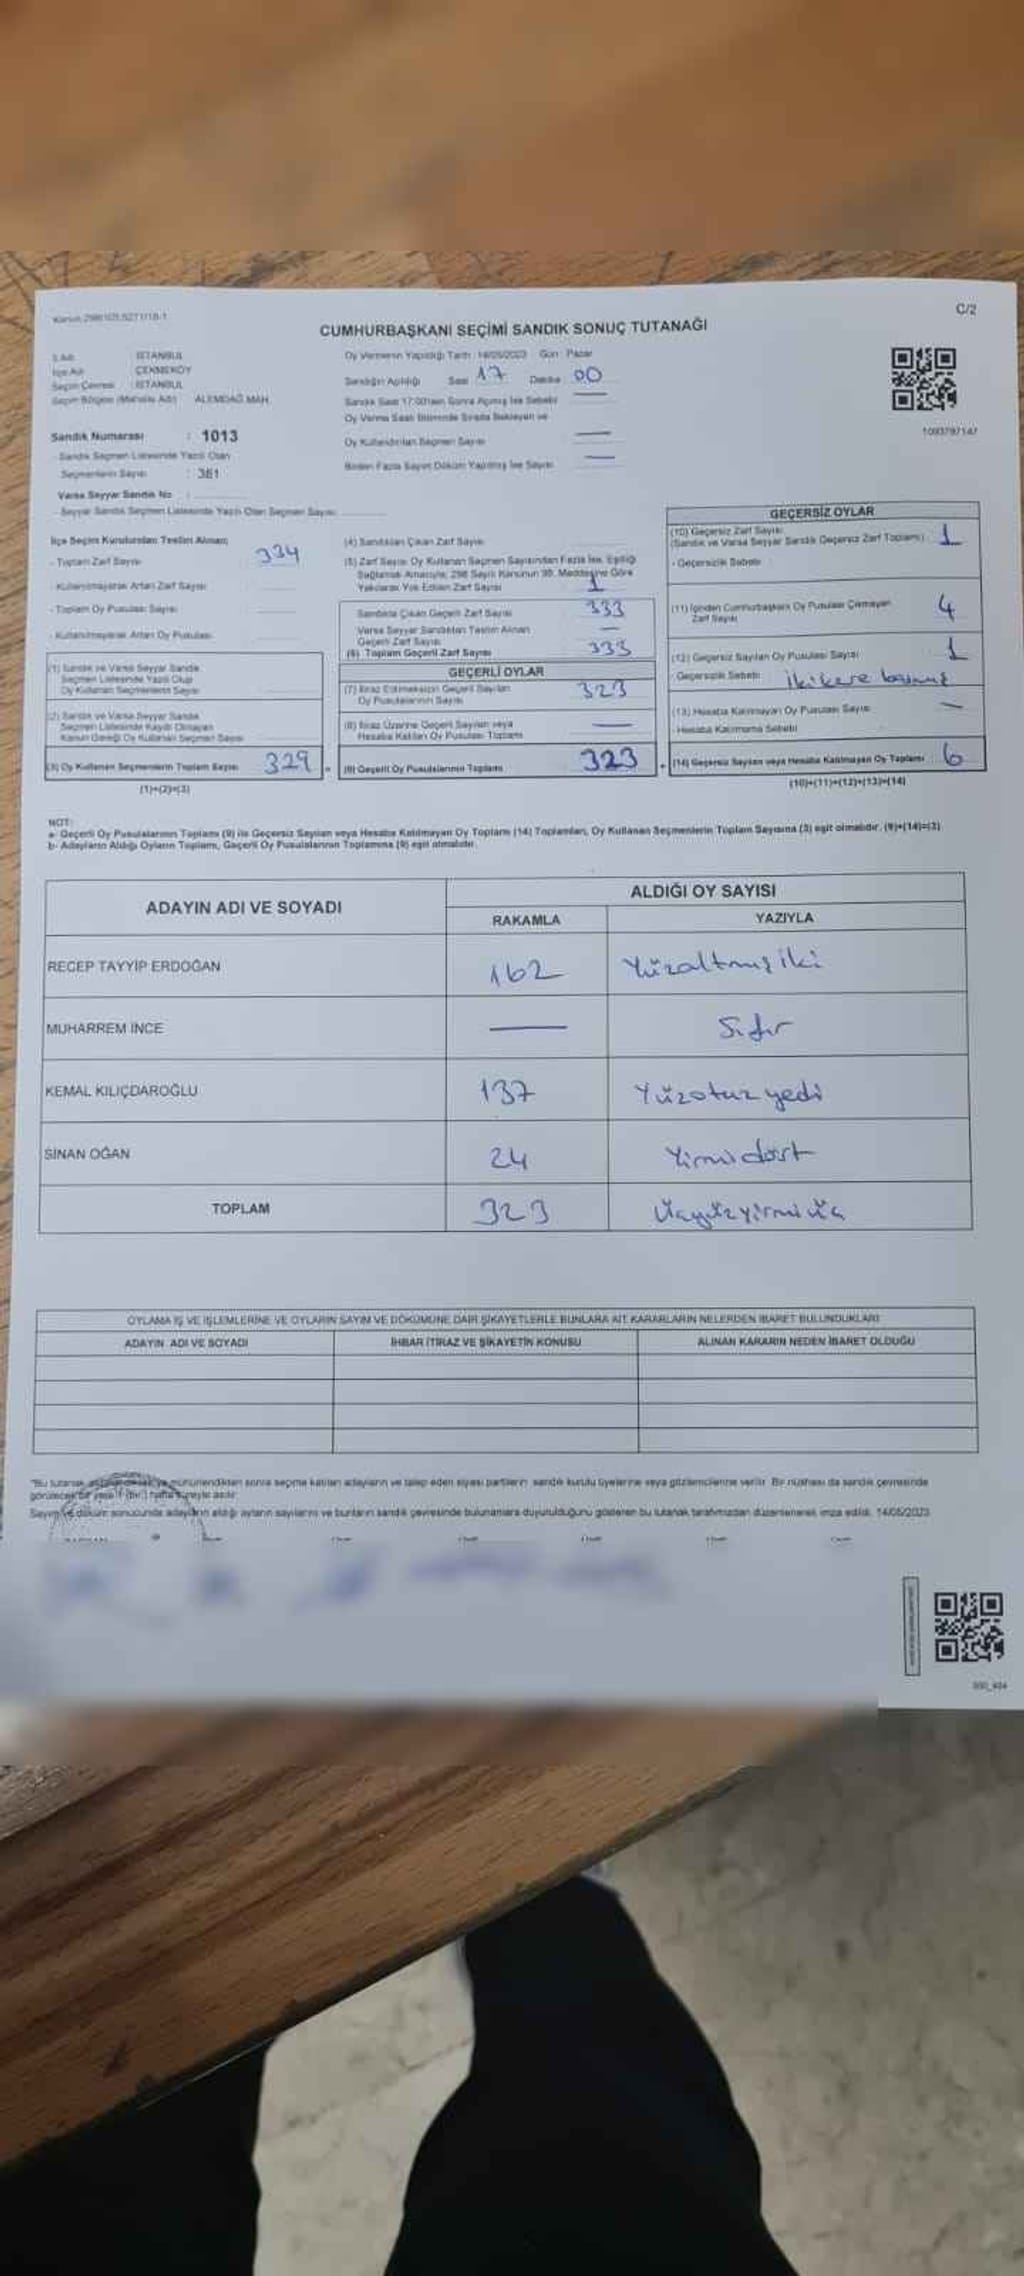 C/2
CUMHURBAŞKANI SEÇİMİ SANDIK SONUÇ TUTANAĞI
İli Adı : İSTANBUL
İlçe Adı : ÇEKMEKÖY
Seçim Çevresi : İSTANBUL
Seçim Bölgesi (Mahalle Adı) : ALEMDAĞ MAH.
Sandık Numarası : 1013
- Sandık Seçmen Listesinde Yazılı Olan
Seçmenlerin Sayısı : 381
Varsa Seyyar Sandık No :
- Seyyar Sandık Seçmen Listesinde Yazılı Olan Seçmen Sayısı
Oy Vermenin Yapıldığı Tarih : 14/05/2023 Gün : Pazar
Sandığın Açıldığı Saat 17 Dakika 00
Sandık Saat 17:00'den Sonra Açılmış İse Sebebi —
Oy Verme Saati Bitiminde Sırada Bekleyen ve
Oy Kullandırılan Seçmen Sayısı —
Birden Fazla Sayım Döküm Yapılmış İse Sayısı —
1093797147
İlçe Seçim Kurulundan Teslim Alınan;
- Toplam Zarf Sayısı 334
- Kullanılmayarak Artan Zarf Sayısı
- Toplam Oy Pusulası Sayısı
- Kullanılmayarak Artan Oy Pusulası
(1) Sandık ve Varsa Seyyar Sandık
Seçmen Listesinde Yazılı Olup
Oy Kullanan Seçmenlerin Sayısı
(2) Sandık ve Varsa Seyyar Sandık
Seçmen Listesinde Kayıtlı Olmayan
Kanun Gereği Oy Kullanan Seçmen Sayısı
(3) Oy Kullanan Seçmenlerin Toplam Sayısı 329
(1)+(2)=(3)
(4) Sandıktan Çıkan Zarf Sayısı
(5) Zarf Sayısı Oy Kullanan Seçmen Sayısından Fazla İse, Eşitliği
Sağlamak Amacıyla; 298 Sayılı Kanunun 98. Maddesine Göre
Yakılarak Yok Edilen Zarf Sayısı 1
Sandıkta Çıkan Geçerli Zarf Sayısı 333
Varsa Seyyar Sandıktan Teslim Alınan
Geçerli Zarf Sayısı —
(6) Toplam Geçerli Zarf Sayısı 333
GEÇERLİ OYLAR
(7) İtiraz Edilmeksizin Geçerli Sayılan
Oy Pusulalarının Sayısı 323
(8) İtiraz Üzerine Geçerli Sayılan veya
Hesaba Katılan Oy Pusulası Toplamı —
(9) Geçerli Oy Pusulalarının Toplamı 323
GEÇERSİZ OYLAR
(10) Geçersiz Zarf Sayısı
(Sandık ve Varsa Seyyar Sandık Geçersiz Zarf Toplamı) 1
- Geçersizlik Sebebi :
(11) İçinden Cumhurbaşkanı Oy Pusulası Çıkmayan
Zarf Sayısı 4
(12) Geçersiz Sayılan Oy Pusulası Sayısı 1
Geçersizlik Sebebi : iki kere basmış
(13) Hesaba Katılmayan Oy Pusulası Sayısı —
- Hesaba Katılmama Sebebi
(14) Geçersiz Sayılan veya Hesaba Katılmayan Oy Toplamı : 6
(10)+(11)+(12)+(13)=(14)
NOT:
a- Geçerli Oy Pusulalarının Toplamı (9) ile Geçersiz Sayılan veya Hesaba Katılmayan Oy Toplam (14) Toplamları, Oy Kullanan Seçmenlerin Toplam Sayısına (3) eşit olmalıdır. (9)+(14)=(3)
b- Adayların Aldığı Oyların Toplamı, Geçerli Oy Pusulalarının Toplamına (9) eşit olmalıdır.
ADAYIN ADI VE SOYADI
ALDIĞI OY SAYISI
RAKAMLA YAZIYLA
RECEP TAYYİP ERDOĞAN 162 Yüzaltmışiki
MUHARREM İNCE — Sıfır
KEMAL KILIÇDAROĞLU 137 Yüzotuzyedi
SİNAN OĞAN 24 Yirmidört
TOPLAM 323 Üçyüzyirmiüç
OYLAMA İŞ VE İŞLEMLERİNE VE OYLARIN SAYIM VE DÖKÜMÜNE DAİR ŞİKAYETLERLE BUNLARA AİT KARARLARIN NELERDEN İBARET BULUNDUKLARI
ADAYIN ADI VE SOYADI İHBAR İTİRAZ VE ŞİKAYETİN KONUSU ALINAN KARARIN NEDEN İBARET OLDUĞU
"Bu tutanak mühürlendikten sonra seçime katılan adayların ve talep eden siyasi partilerin sandık kurulu üyelerine veya gözlemcilerine verilir. Bir nüshası da sandık çevresinde
görülecek bir yere 1 (bir) hafta süreyle asılır.
Sayım ve döküm sonucunda adayların aldığı oyların sayılarını ve bunların sandık çevresinde bulunanlara duyurulduğunu gösteren bu tutanak tarafımızdan düzenlenerek imza edildi. 14/05/2023